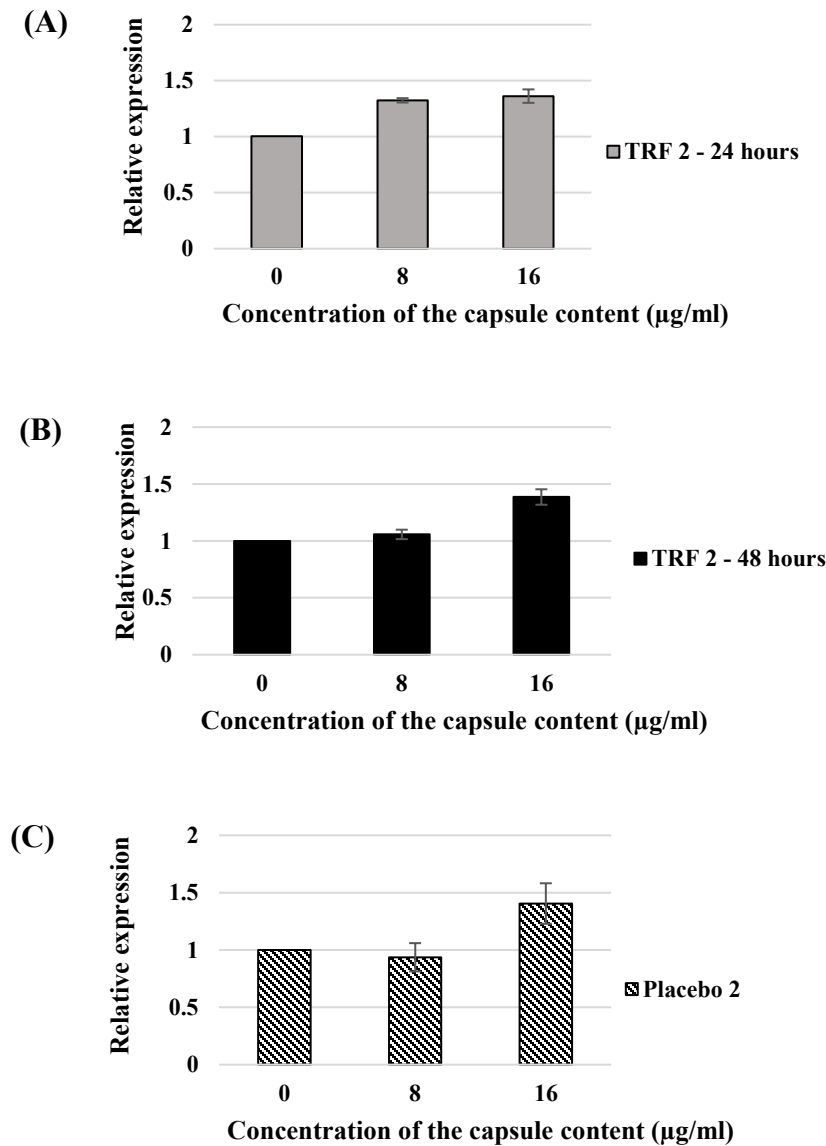 (A)
Relative expression
2
1.5
1
0.5
0
0 8 16
Concentration of the capsule content (µg/ml)
TRF 2 - 24 hours
(B)
Relative expression
2
1.5
1
0.5
0
0 8 16
Concentration of the capsule content (µg/ml)
TRF 2 - 48 hours
(C)
Relative expression
2
1.5
1
0.5
0
0 8 16
Concentration of the capsule content (µg/ml)
Placebo 2